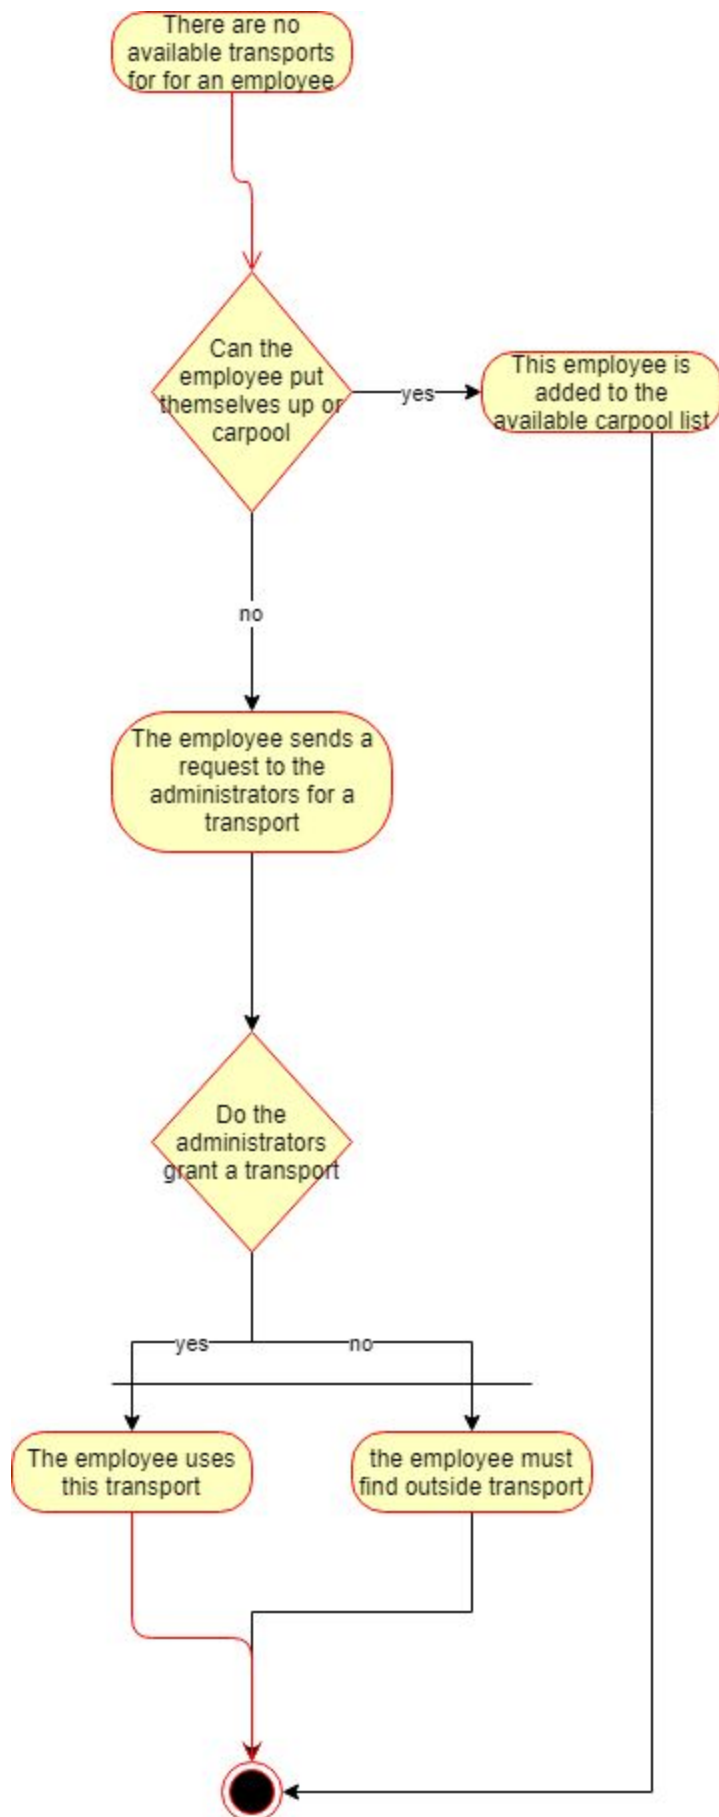 There are no
available transports
for for an employee
Can the
employee put
themselves up or
carpool
yes
This employee is
added to the
available carpool list
no
The employee sends a
request to the
administrators for a
transport
Do the
administrators
grant a transport
yes
no
The employee uses
this transport
the employee must
find outside transport